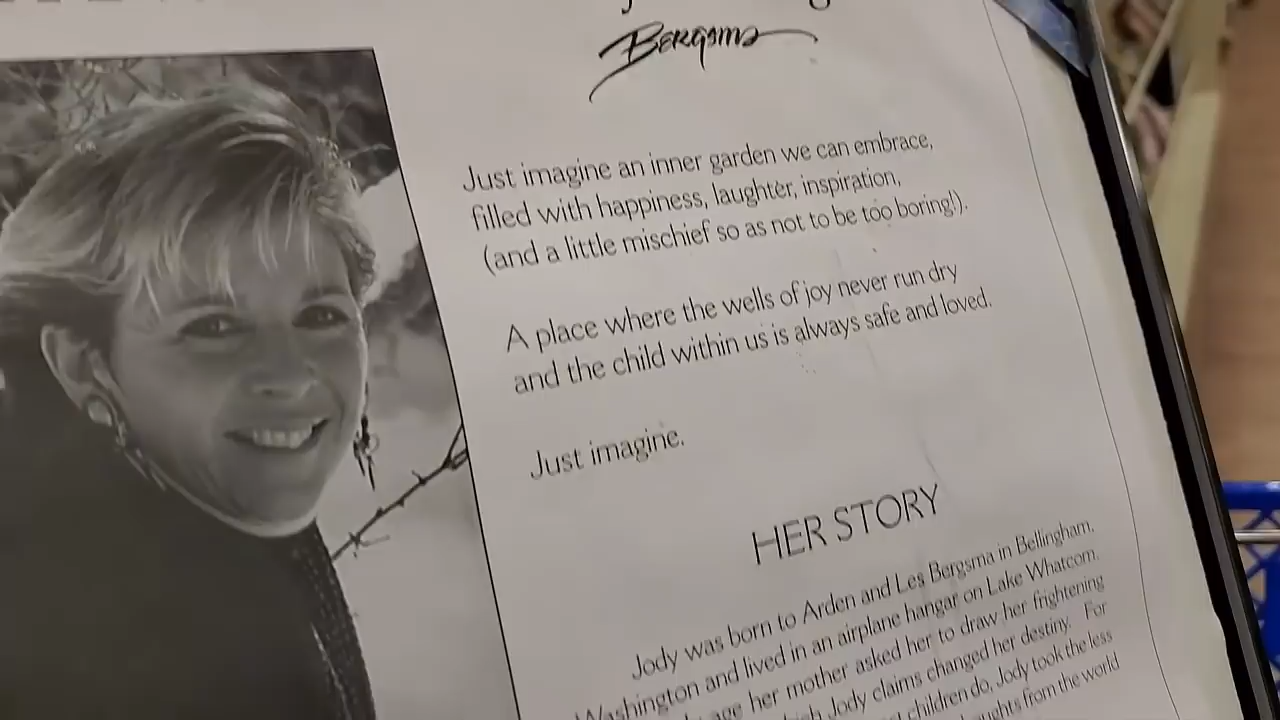 Bergsma
Just imagine an inner garden we can embrace,
filled with happiness, laughter, inspiration,
(and a little mischief so as not to be too boring!).
A place where the wells of joy never run dry
and the child within us is always safe and loved.
Just imagine.
HER STORY
Jody was born to Arden and Les Bergsma in Bellingham,
Washington and lived in an airplane hangar on Lake Whatcom.
age her mother asked her to draw her frightening
Jody claims changed her destiny. For
children do, Jody took the less
from the world